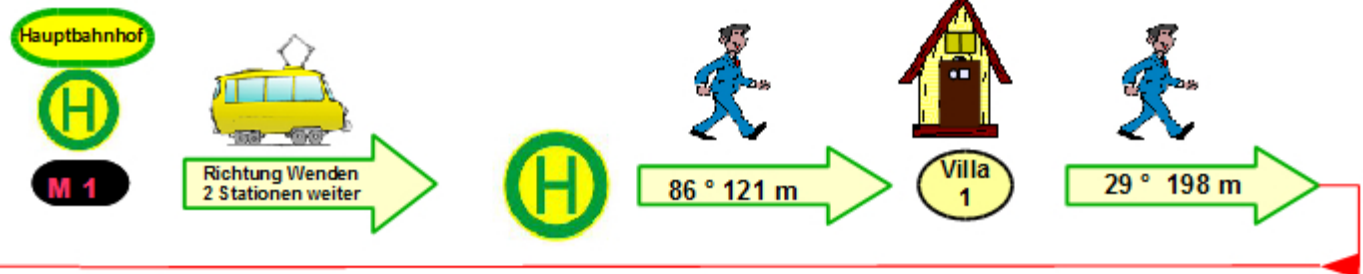 Hauptbahnhof
H
M 1
Richtung Wenden
2 Stationen weiter
H
86 ° 121 m
Villa
1
29 ° 198 m